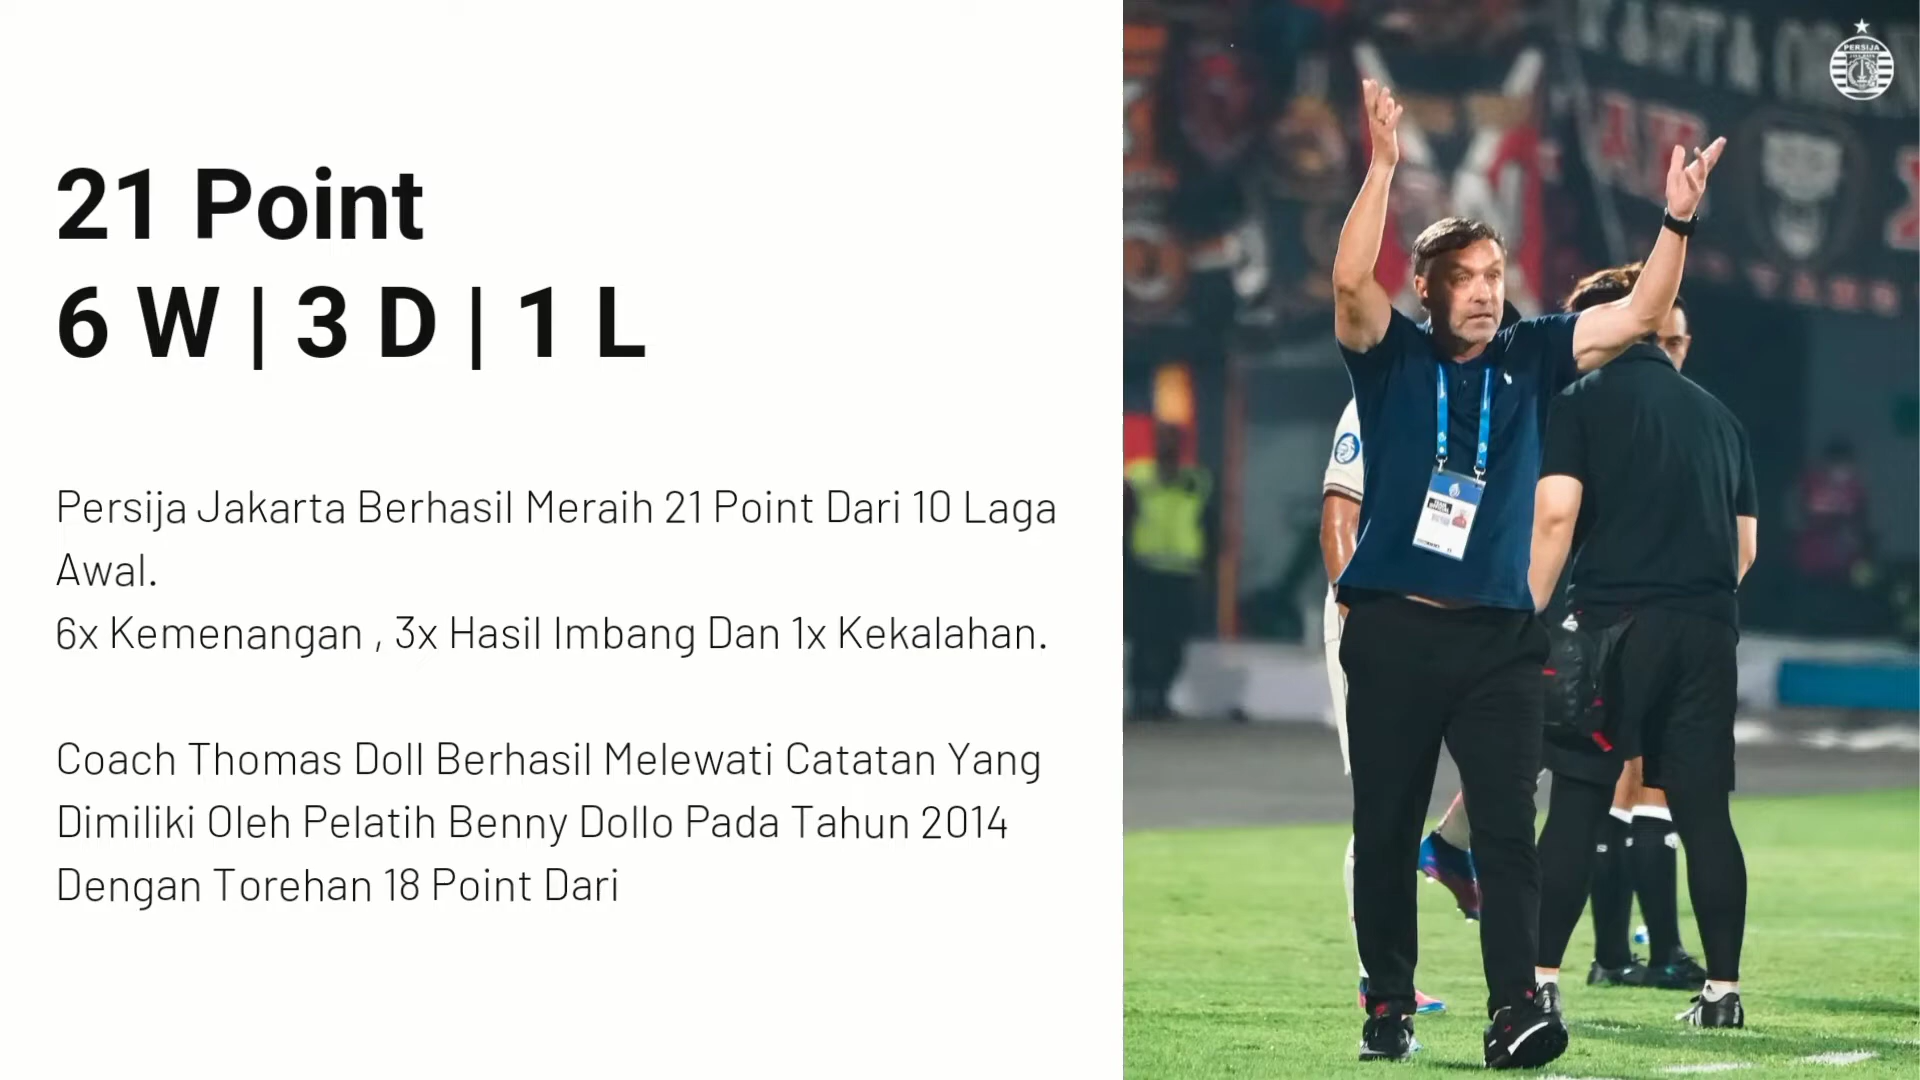 21 Point
6 W | 3 D | 1 L
Persija Jakarta Berhasil Meraih 21 Point Dari 10 Laga
Awal.
6x Kemenangan , 3x Hasil Imbang Dan 1x Kekalahan.
Coach Thomas Doll Berhasil Melewati Catatan Yang
Dimiliki Oleh Pelatih Benny Dollo Pada Tahun 2014
Dengan Torehan 18 Point Dari
PERSIJA